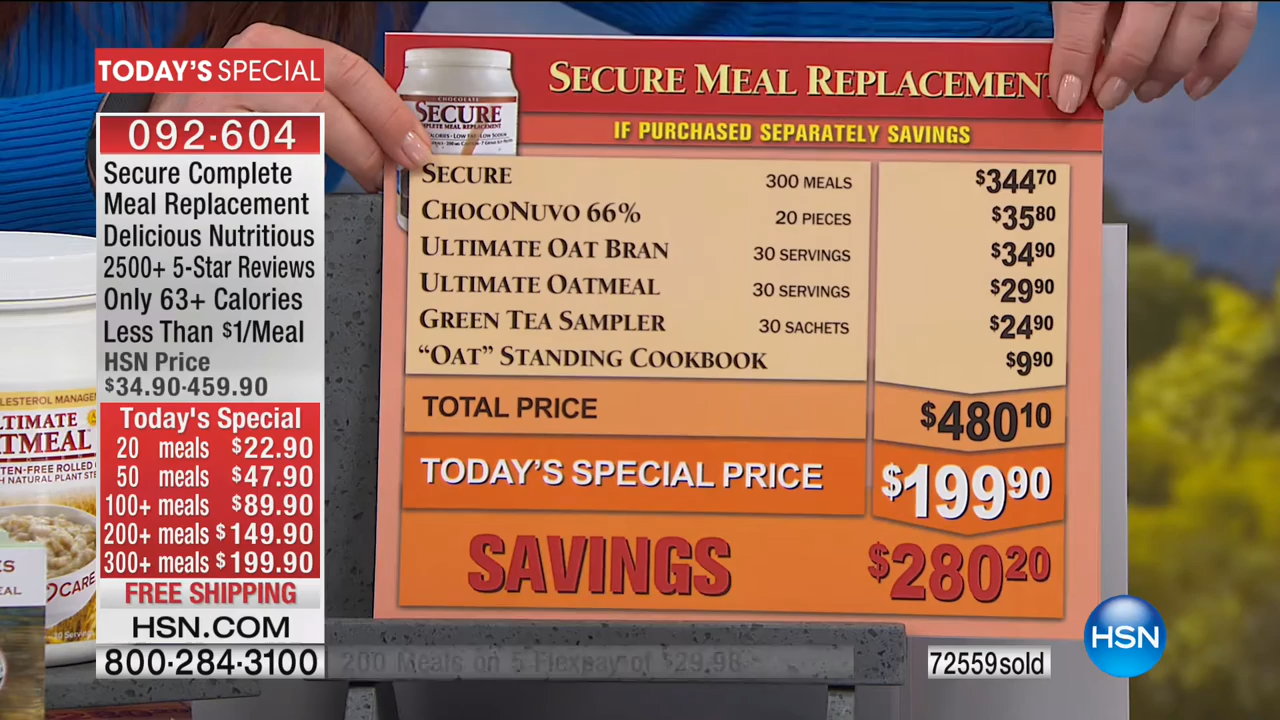 TODAY'S SPECIAL
092-604
Secure Complete
Meal Replacement
Delicious Nutritious
2500+ 5-Star Reviews
Only 63+ Calories
Less Than $1/Meal
HSN Price
$34.90-459.90
Today's Special
20 meals $22.90
50 meals $47.90
100+ meals $89.90
200+ meals $149.90
300+ meals $199.90
FREE SHIPPING
HSN.COM
800-284-3100
CHOCOLATE
SECURE
SECURE MEAL REPLACEMENT
IF PURCHASED SEPARATELY SAVINGS
SECURE 300 MEALS $344.70
CHOCONUVO 66% 20 PIECES $35.80
ULTIMATE OAT BRAN 30 SERVINGS $34.90
ULTIMATE OATMEAL 30 SERVINGS $29.90
GREEN TEA SAMPLER 30 SACHETS $24.90
"OAT" STANDING COOKBOOK $9.90
TOTAL PRICE $480.10
TODAY'S SPECIAL PRICE $199.90
SAVINGS $280.20
200 Meals on 5 Flexpay of $29.98
72559 sold
HSN